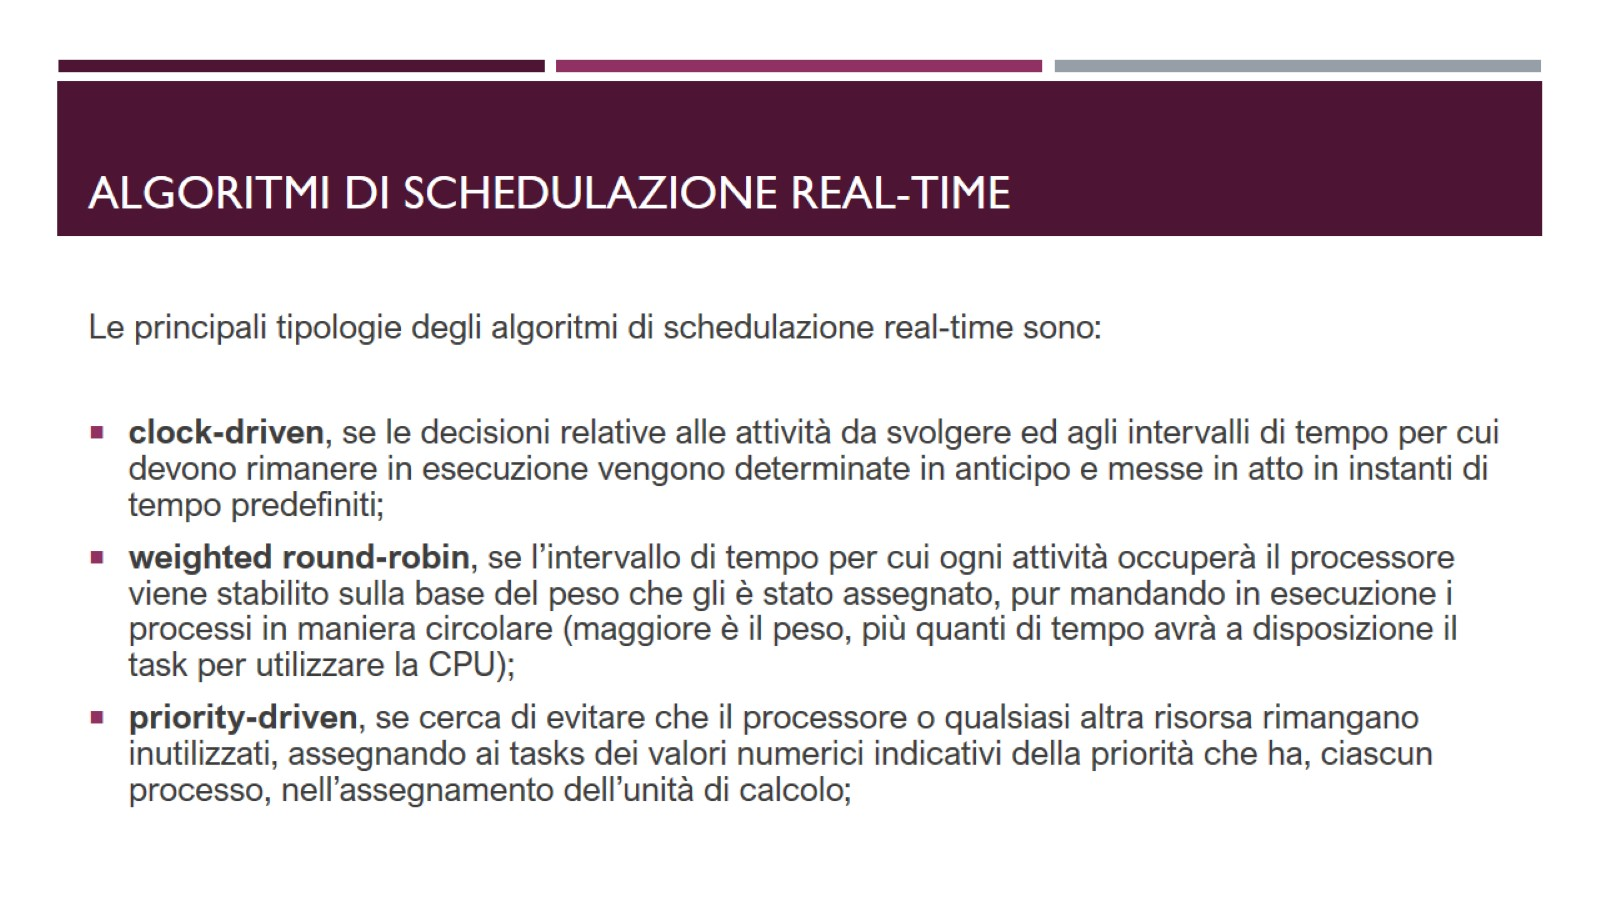 ALGORITMI DI SCHEDULAZIONE REAL-TIME
Le principali tipologie degli algoritmi di schedulazione real-time sono:
clock-driven, se le decisioni relative alle attività da svolgere ed agli intervalli di tempo per cui
devono rimanere in esecuzione vengono determinate in anticipo e messe in atto in instanti di
tempo predefiniti;
weighted round-robin, se l’intervallo di tempo per cui ogni attività occuperà il processore
viene stabilito sulla base del peso che gli è stato assegnato, pur mandando in esecuzione i
processi in maniera circolare (maggiore è il peso, più quanti di tempo avrà a disposizione il
task per utilizzare la CPU);
priority-driven, se cerca di evitare che il processore o qualsiasi altra risorsa rimangano
inutilizzati, assegnando ai tasks dei valori numerici indicativi della priorità che ha, ciascun
processo, nell’assegnamento dell’unità di calcolo;